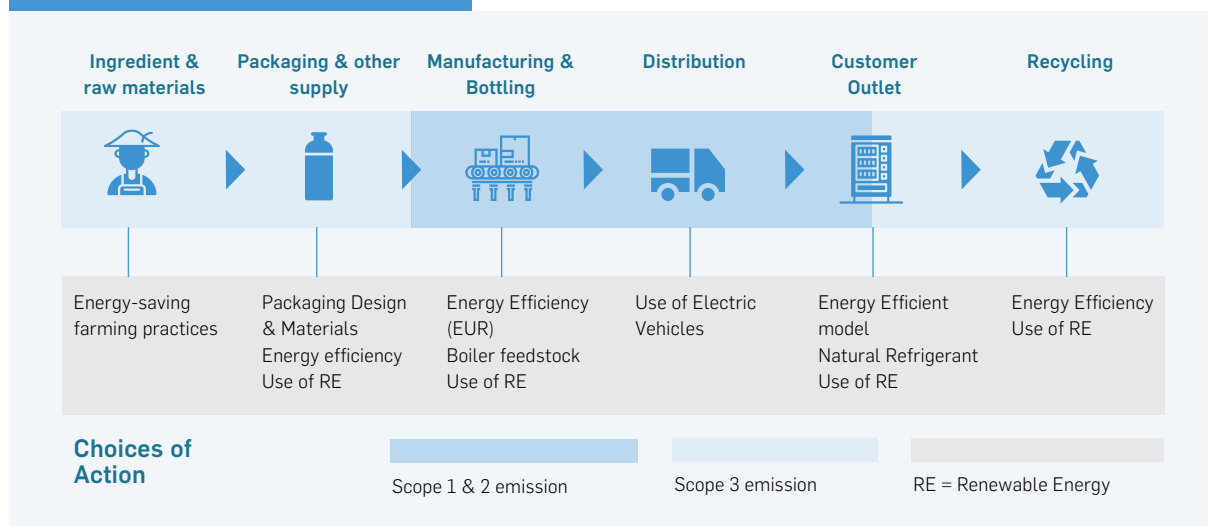 Ingredient &
raw materials
Packaging & other
supply
Manufacturing &
Bottling
Distribution
Customer
Outlet
Recycling
Energy-saving
farming practices
Packaging Design
& Materials
Energy efficiency
Use of RE
Energy Efficiency
(EUR)
Boiler feedstock
Use of RE
Use of Electric
Vehicles
Energy Efficient
model
Natural Refrigerant
Use of RE
Energy Efficiency
Use of RE
Choices of
Action
Scope 1 & 2 emission
Scope 3 emission
RE = Renewable Energy